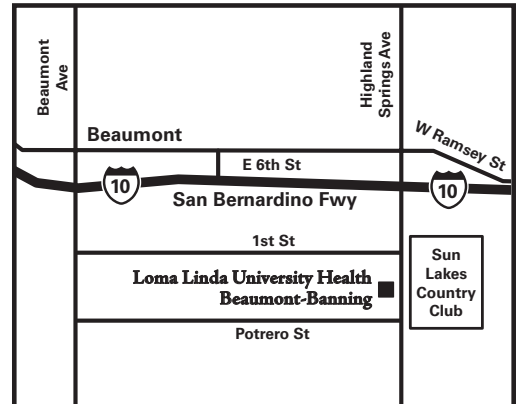 Beaumont
Ave
Highland
Springs Ave
Beaumont
W Ramsey St
E 6th St
10
10
San Bernardino Fwy
1st St
Loma Linda University Health
Beaumont-Banning
Sun
Lakes
Country
Club
Potrero St